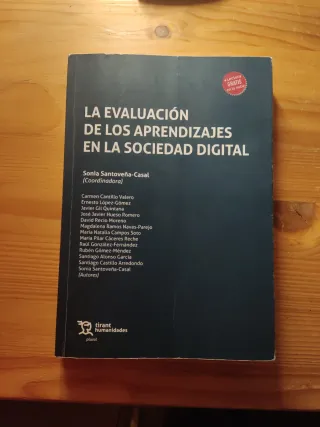 GRATIS
LA EVALUACIÓN
DE LOS APRENDIZAJES
EN LA SOCIEDAD DIGITAL
Sonia Santoveña-Casal
(Coordinadora)
Carmen Cantillo Valero
Ernesto López-Gómez
Javier Gil Quintana
José Javier Hueso Romero
David Recio Moreno
Magdalena Ramos Navas-Parejo
María Natalia Campos Soto
María Pilar Cáceres Reche
Raúl González-Fernández
Rubén Gómez-Méndez
Santiago Alonso García
Santiago Castillo Arredondo
Sonia Santoveña-Casal
(Autores)
tirant
humanidades
plural